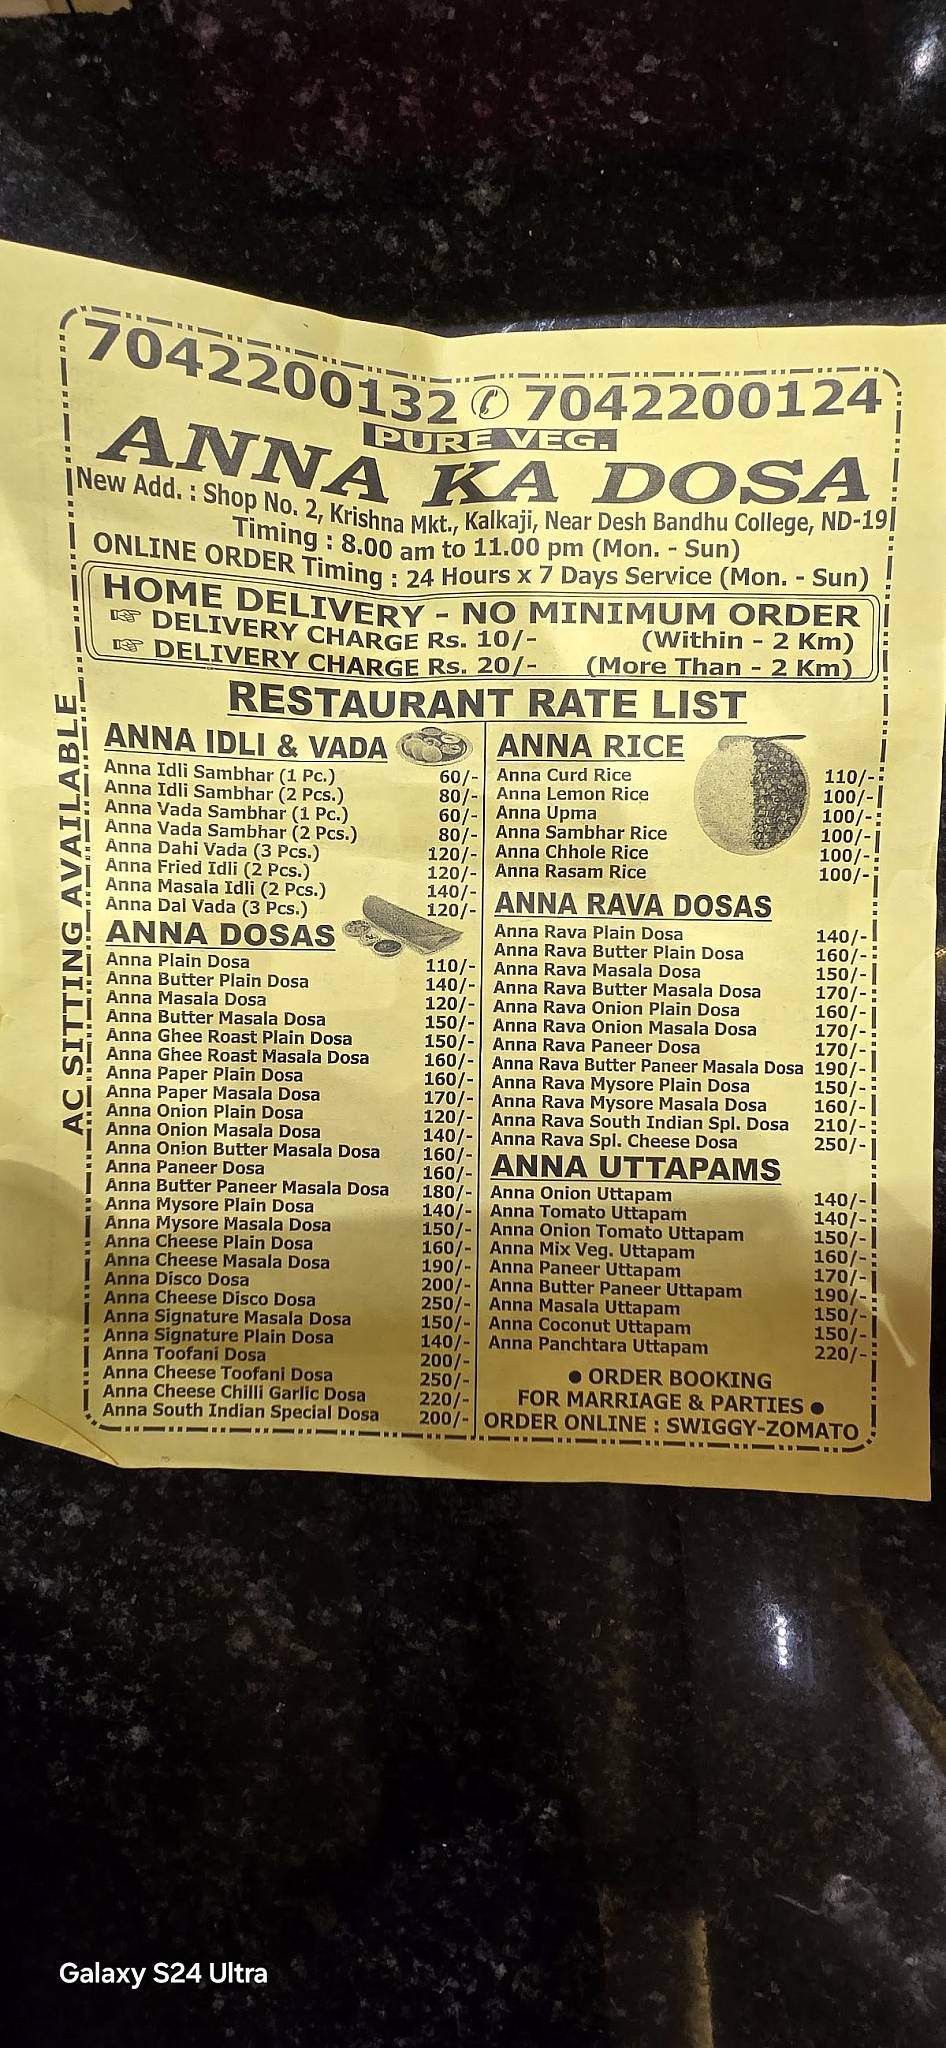 7042200132 7042200124
PURE VEG.
ANNA KA DOSA
New Add. : Shop No. 2, Krishna Mkt., Kalkaji, Near Desh Bandhu College, ND-19
Timing : 8.00 am to 11.00 pm (Mon. - Sun)
ONLINE ORDER Timing : 24 Hours x 7 Days Service (Mon. - Sun)
HOME DELIVERY - NO MINIMUM ORDER
DELIVERY CHARGE Rs. 10/- (Within - 2 Km)
DELIVERY CHARGE Rs. 20/- (More Than - 2 Km)
RESTAURANT RATE LIST
AC SITTING AVAILABLE
ANNA IDLI & VADA
Anna Idli Sambhar (1 Pc.) 60/-
Anna Idli Sambhar (2 Pcs.) 80/-
Anna Vada Sambhar (1 Pc.) 60/-
Anna Vada Sambhar (2 Pcs.) 80/-
Anna Dahi Vada (3 Pcs.) 120/-
Anna Fried Idli (2 Pcs.) 120/-
Anna Masala Idli (2 Pcs.) 140/-
Anna Dal Vada (3 Pcs.) 120/-
ANNA DOSAS
Anna Plain Dosa 110/-
Anna Butter Plain Dosa 140/-
Anna Masala Dosa 120/-
Anna Butter Masala Dosa 150/-
Anna Ghee Roast Plain Dosa 150/-
Anna Ghee Roast Masala Dosa 160/-
Anna Paper Plain Dosa 160/-
Anna Paper Masala Dosa 170/-
Anna Onion Plain Dosa 120/-
Anna Onion Masala Dosa 140/-
Anna Onion Butter Masala Dosa 160/-
Anna Paneer Dosa 160/-
Anna Butter Paneer Masala Dosa 180/-
Anna Mysore Plain Dosa 140/-
Anna Mysore Masala Dosa 150/-
Anna Cheese Plain Dosa 160/-
Anna Cheese Masala Dosa 190/-
Anna Disco Dosa 200/-
Anna Cheese Disco Dosa 250/-
Anna Signature Masala Dosa 150/-
Anna Signature Plain Dosa 140/-
Anna Toofani Dosa 200/-
Anna Cheese Toofani Dosa 250/-
Anna Cheese Chilli Garlic Dosa 220/-
Anna South Indian Special Dosa 200/-
ANNA RICE
Anna Curd Rice 110/-
Anna Lemon Rice 100/-
Anna Upma 100/-
Anna Sambhar Rice 100/-
Anna Chhole Rice 100/-
Anna Rasam Rice 100/-
ANNA RAVA DOSAS
Anna Rava Plain Dosa 140/-
Anna Rava Butter Plain Dosa 160/-
Anna Rava Masala Dosa 150/-
Anna Rava Butter Masala Dosa 170/-
Anna Rava Onion Plain Dosa 160/-
Anna Rava Onion Masala Dosa 170/-
Anna Rava Paneer Dosa 170/-
Anna Rava Butter Paneer Masala Dosa 190/-
Anna Rava Mysore Plain Dosa 150/-
Anna Rava Mysore Masala Dosa 160/-
Anna Rava South Indian Spl. Dosa 210/-
Anna Rava Spl. Cheese Dosa 250/-
ANNA UTTAPAMS
Anna Onion Uttapam 140/-
Anna Tomato Uttapam 140/-
Anna Onion Tomato Uttapam 150/-
Anna Mix Veg. Uttapam 160/-
Anna Paneer Uttapam 170/-
Anna Butter Paneer Uttapam 190/-
Anna Masala Uttapam 150/-
Anna Coconut Uttapam 150/-
Anna Panchtara Uttapam 220/-
● ORDER BOOKING
FOR MARRIAGE & PARTIES ●
ORDER ONLINE : SWIGGY-ZOMATO
Galaxy S24 Ultra